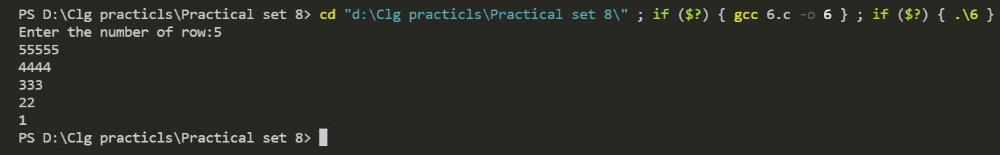 PS D:\Clg practicls\Practical set 8> cd "d:\Clg practicls\Practical set 8\" ; if ($?) { gcc 6.c -o 6 } ; if ($?) { .\6 }
Enter the number of row:5
55555
4444
333
22
1
PS D:\Clg practicls\Practical set 8>